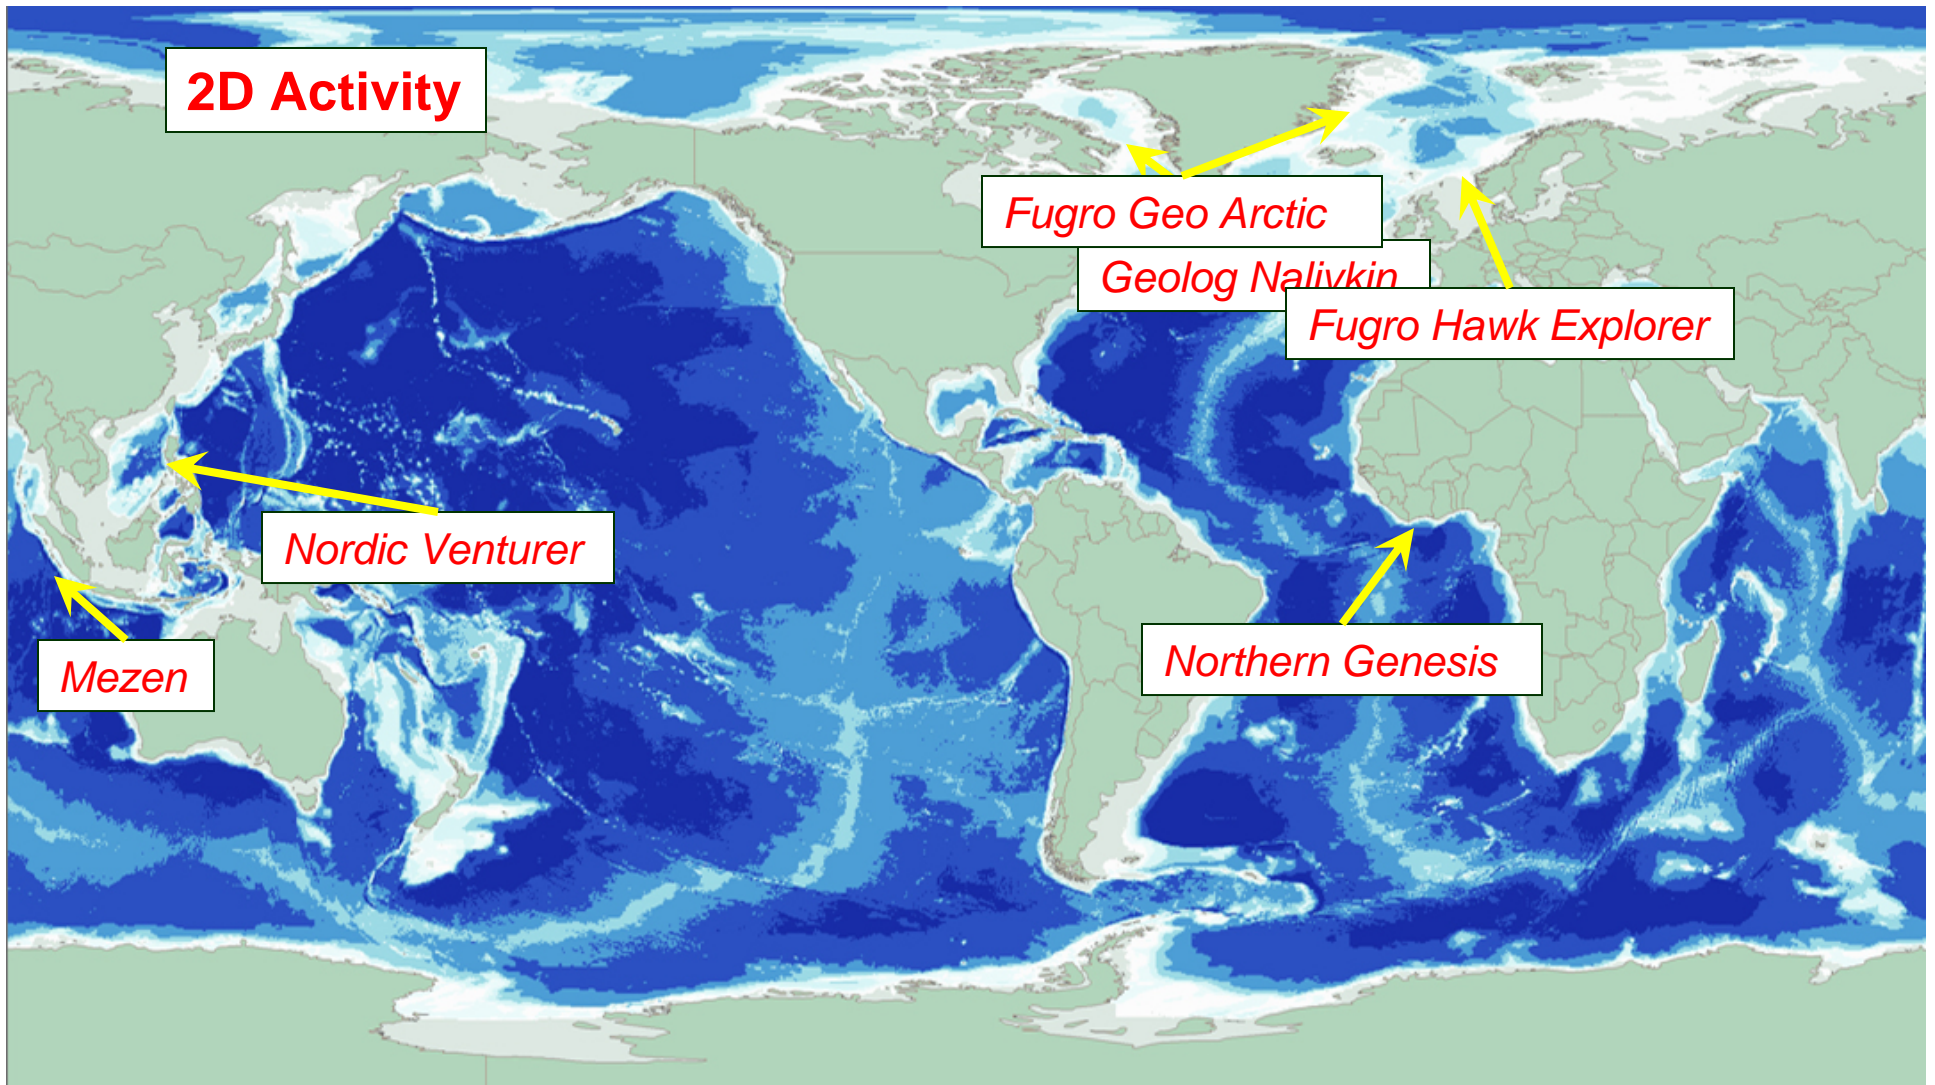 2D Activity
Fugro Geo Arctic
Geolog Nalivkin
Fugro Hawk Explorer
Nordic Venturer
Northern Genesis
Mezen